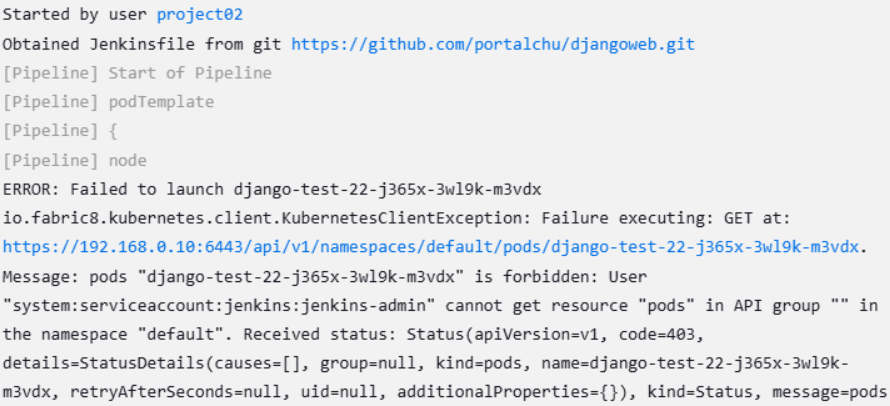 Started by user project02
Obtained Jenkinsfile from git https://github.com/portalchu/djangoweb.git
[Pipeline] Start of Pipeline
[Pipeline] podTemplate
[Pipeline] {
[Pipeline] node
ERROR: Failed to launch django-test-22-j365x-3wl9k-m3vdx
io.fabric8.kubernetes.client.KubernetesClientException: Failure executing: GET at:
https://192.168.0.10:6443/api/v1/namespaces/default/pods/django-test-22-j365x-3wl9k-m3vdx.
Message: pods "django-test-22-j365x-3wl9k-m3vdx" is forbidden: User
"system:serviceaccount:jenkins:jenkins-admin" cannot get resource "pods" in API group "" in
the namespace "default". Received status: Status(apiVersion=v1, code=403,
details=StatusDetails(causes=[], group=null, kind=pods, name=django-test-22-j365x-3wl9k-
m3vdx, retryAfterSeconds=null, uid=null, additionalProperties={}), kind=Status, message=pods